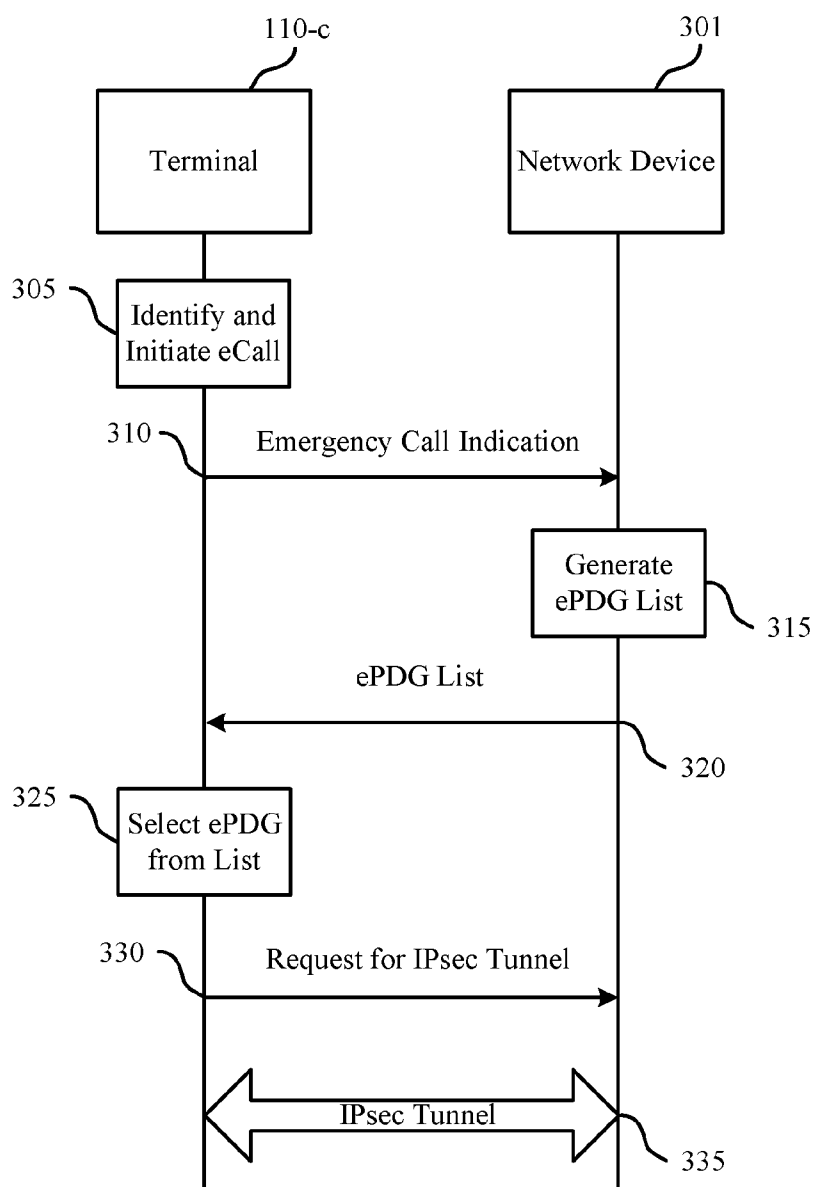 110-c
301
Terminal
Network Device
305
Identify and
Initiate eCall
310
Emergency Call Indication
Generate
ePDG List
315
ePDG List
320
325
Select ePDG
from List
330
Request for IPsec Tunnel
IPsec Tunnel
335